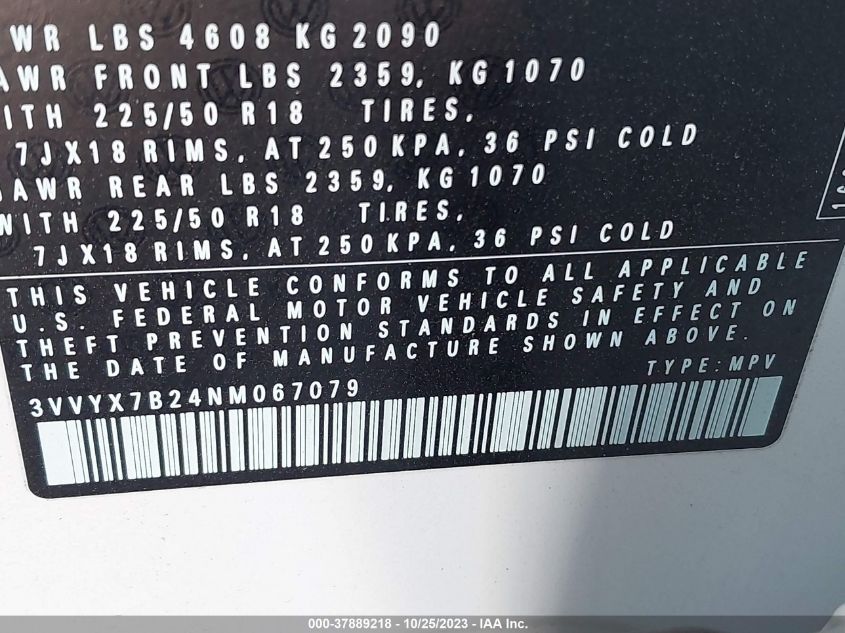 WR LBS 4608 KG 2090
AWR FRONT LBS 2359, KG 1070
ITH 225/50 R18 TIRES,
7JX18 RIMS, AT 250 KPA, 36 PSI COLD
AWR REAR LBS 2359, KG 1070
WITH 225/50 R18 TIRES,
7JX18 RIMS, AT 250 KPA, 36 PSI COLD
THIS VEHICLE CONFORMS TO ALL APPLICABLE
U.S. FEDERAL MOTOR VEHICLE SAFETY AND
THEFT PREVENTION STANDARDS IN EFFECT ON
THE DATE OF MANUFACTURE SHOWN ABOVE.
TYPE: MPV
3VVYX7B24NM067079
000-37889218 - 10/25/2023 - IAA Inc.